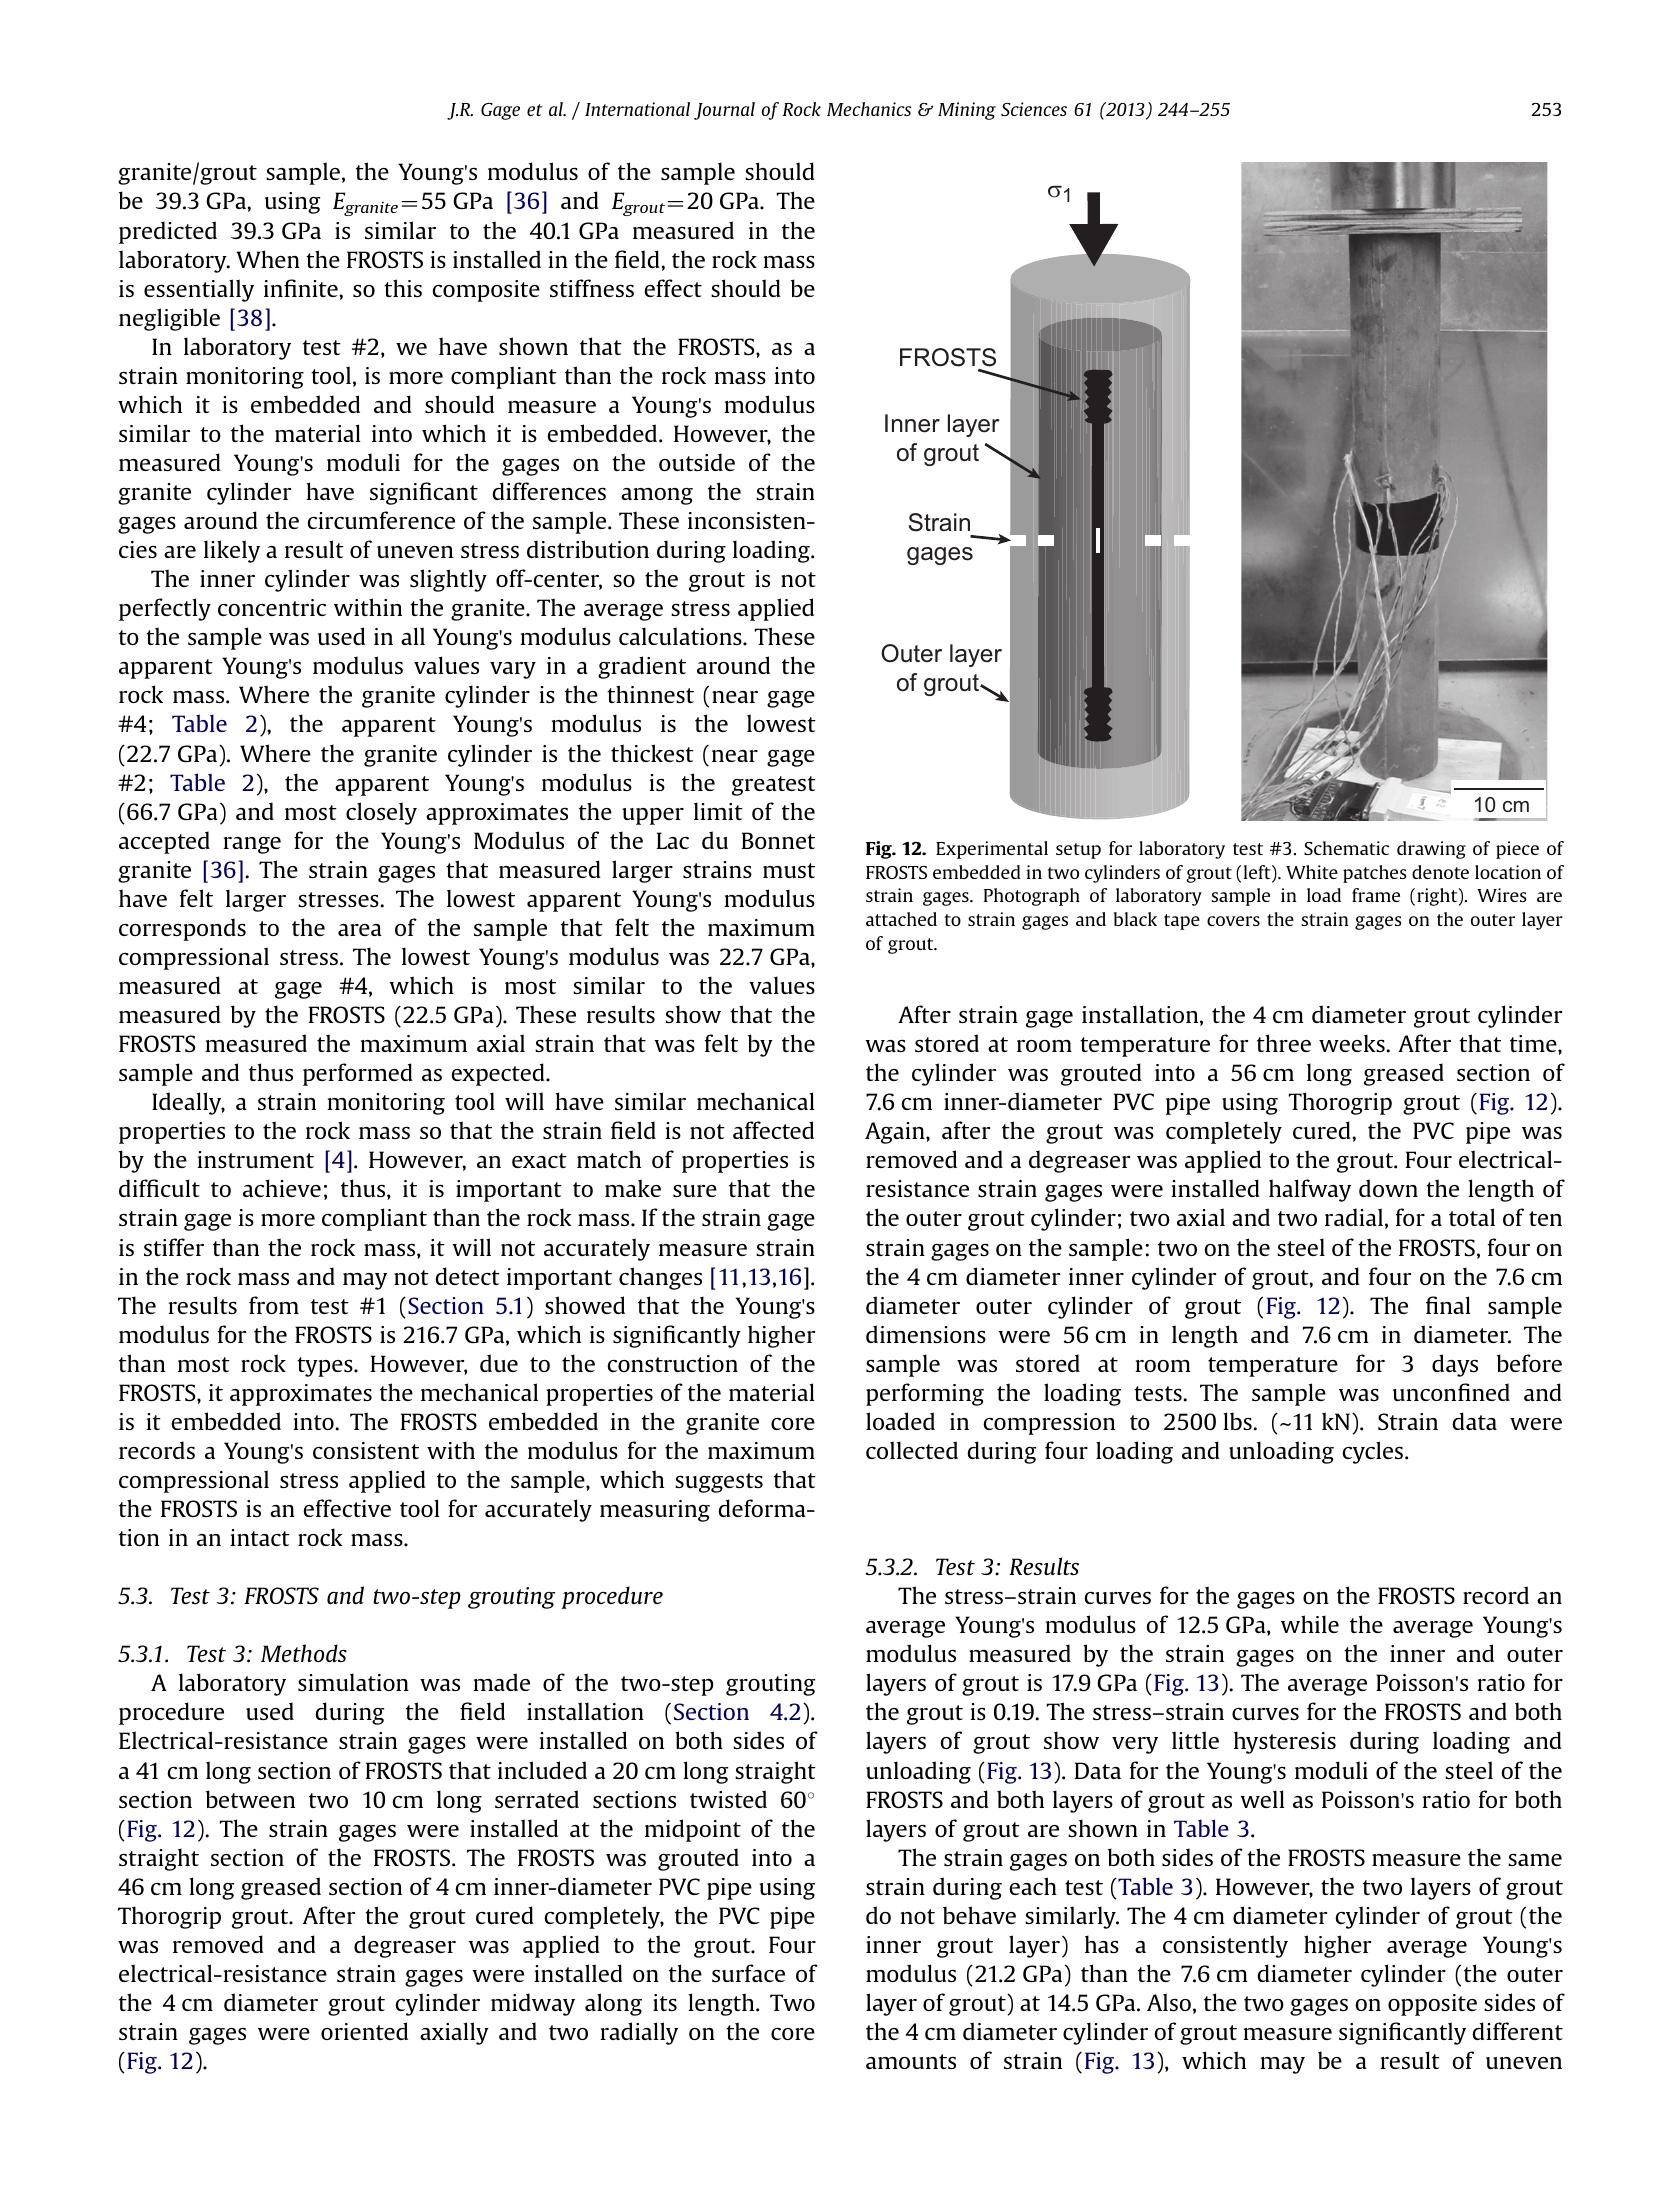 J.R. Gage et al. / International Journal of Rock Mechanics & Mining Sciences 61 (2013) 244–255
253
granite/grout sample, the Young's modulus of the sample should
be 39.3 GPa, using Egranite=55 GPa [36] and Egrout=20 GPa. The
predicted 39.3 GPa is similar to the 40.1 GPa measured in the
laboratory. When the FROSTS is installed in the field, the rock mass
is essentially infinite, so this composite stiffness effect should be
negligible [38].
In laboratory test #2, we have shown that the FROSTS, as a
strain monitoring tool, is more compliant than the rock mass into
which it is embedded and should measure a Young's modulus
similar to the material into which it is embedded. However, the
measured Young's moduli for the gages on the outside of the
granite cylinder have significant differences among the strain
gages around the circumference of the sample. These inconsisten-
cies are likely a result of uneven stress distribution during loading.
The inner cylinder was slightly off-center, so the grout is not
perfectly concentric within the granite. The average stress applied
to the sample was used in all Young's modulus calculations. These
apparent Young's modulus values vary in a gradient around the
rock mass. Where the granite cylinder is the thinnest (near gage
#4; Table 2), the apparent Young's modulus is the lowest
(22.7 GPa). Where the granite cylinder is the thickest (near gage
#2; Table 2), the apparent Young's modulus is the greatest
(66.7 GPa) and most closely approximates the upper limit of the
accepted range for the Young's Modulus of the Lac du Bonnet
granite [36]. The strain gages that measured larger strains must
have felt larger stresses. The lowest apparent Young's modulus
corresponds to the area of the sample that felt the maximum
compressional stress. The lowest Young's modulus was 22.7 GPa,
measured at gage #4, which is most similar to the values
measured by the FROSTS (22.5 GPa). These results show that the
FROSTS measured the maximum axial strain that was felt by the
sample and thus performed as expected.
Ideally, a strain monitoring tool will have similar mechanical
properties to the rock mass so that the strain field is not affected
by the instrument [4]. However, an exact match of properties is
difficult to achieve; thus, it is important to make sure that the
strain gage is more compliant than the rock mass. If the strain gage
is stiffer than the rock mass, it will not accurately measure strain
in the rock mass and may not detect important changes [11,13,16].
The results from test #1 (Section 5.1) showed that the Young's
modulus for the FROSTS is 216.7 GPa, which is significantly higher
than most rock types. However, due to the construction of the
FROSTS, it approximates the mechanical properties of the material
is it embedded into. The FROSTS embedded in the granite core
records a Young's consistent with the modulus for the maximum
compressional stress applied to the sample, which suggests that
the FROSTS is an effective tool for accurately measuring deforma-
tion in an intact rock mass.
5.3. Test 3: FROSTS and two-step grouting procedure
5.3.1. Test 3: Methods
A laboratory simulation was made of the two-step grouting
procedure used during the field installation (Section 4.2).
Electrical-resistance strain gages were installed on both sides of
a 41 cm long section of FROSTS that included a 20 cm long straight
section between two 10 cm long serrated sections twisted 60°
(Fig. 12). The strain gages were installed at the midpoint of the
straight section of the FROSTS. The FROSTS was grouted into a
46 cm long greased section of 4 cm inner-diameter PVC pipe using
Thorogrip grout. After the grout cured completely, the PVC pipe
was removed and a degreaser was applied to the grout. Four
electrical-resistance strain gages were installed on the surface of
the 4 cm diameter grout cylinder midway along its length. Two
strain gages were oriented axially and two radially on the core
(Fig. 12).
σ1
FROSTS
Inner layer
of grout
Strain
gages
Outer layer
of grout
10 cm
Fig. 12. Experimental setup for laboratory test #3. Schematic drawing of piece of
FROSTS embedded in two cylinders of grout (left). White patches denote location of
strain gages. Photograph of laboratory sample in load frame (right). Wires are
attached to strain gages and black tape covers the strain gages on the outer layer
of grout.
After strain gage installation, the 4 cm diameter grout cylinder
was stored at room temperature for three weeks. After that time,
the cylinder was grouted into a 56 cm long greased section of
7.6 cm inner-diameter PVC pipe using Thorogrip grout (Fig. 12).
Again, after the grout was completely cured, the PVC pipe was
removed and a degreaser was applied to the grout. Four electrical-
resistance strain gages were installed halfway down the length of
the outer grout cylinder; two axial and two radial, for a total of ten
strain gages on the sample: two on the steel of the FROSTS, four on
the 4 cm diameter inner cylinder of grout, and four on the 7.6 cm
diameter outer cylinder of grout (Fig. 12). The final sample
dimensions were 56 cm in length and 7.6 cm in diameter. The
sample was stored at room temperature for 3 days before
performing the loading tests. The sample was unconfined and
loaded in compression to 2500 lbs. (~11 kN). Strain data were
collected during four loading and unloading cycles.
5.3.2. Test 3: Results
The stress–strain curves for the gages on the FROSTS record an
average Young's modulus of 12.5 GPa, while the average Young's
modulus measured by the strain gages on the inner and outer
layers of grout is 17.9 GPa (Fig. 13). The average Poisson's ratio for
the grout is 0.19. The stress–strain curves for the FROSTS and both
layers of grout show very little hysteresis during loading and
unloading (Fig. 13). Data for the Young's moduli of the steel of the
FROSTS and both layers of grout as well as Poisson's ratio for both
layers of grout are shown in Table 3.
The strain gages on both sides of the FROSTS measure the same
strain during each test (Table 3). However, the two layers of grout
do not behave similarly. The 4 cm diameter cylinder of grout (the
inner grout layer) has a consistently higher average Young's
modulus (21.2 GPa) than the 7.6 cm diameter cylinder (the outer
layer of grout) at 14.5 GPa. Also, the two gages on opposite sides of
the 4 cm diameter cylinder of grout measure significantly different
amounts of strain (Fig. 13), which may be a result of uneven